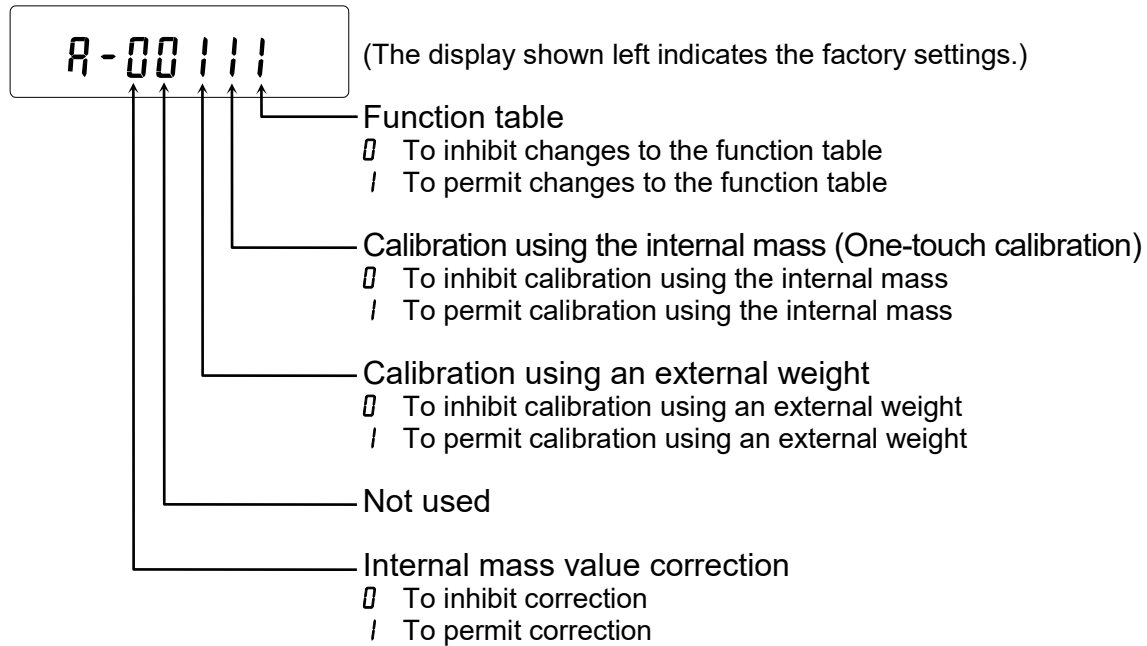 A-00111
(The display shown left indicates the factory settings.)
Function table
0 To inhibit changes to the function table
1 To permit changes to the function table
Calibration using the internal mass (One-touch calibration)
0 To inhibit calibration using the internal mass
1 To permit calibration using the internal mass
Calibration using an external weight
0 To inhibit calibration using an external weight
1 To permit calibration using an external weight
Not used
Internal mass value correction
0 To inhibit correction
1 To permit correction